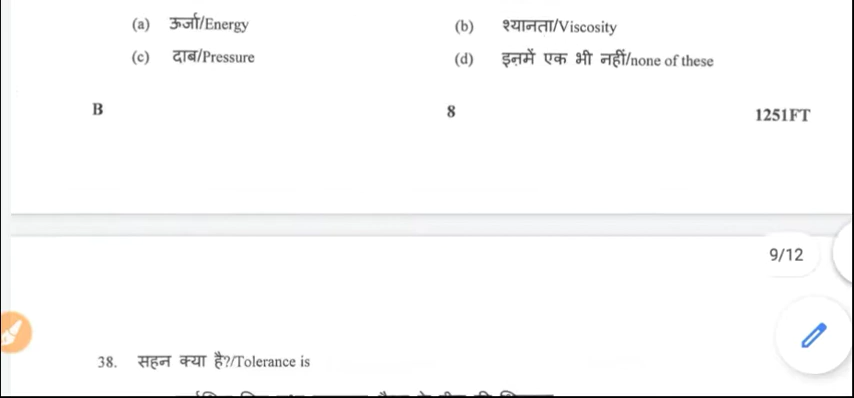 (a) ऊर्जा/Energy (b) श्यानता/Viscosity
(c) दाब/Pressure (d) इनमें एक भी नहीं/none of these
B 8 1251FT
9/12
38. सहन क्या है?/Tolerance is